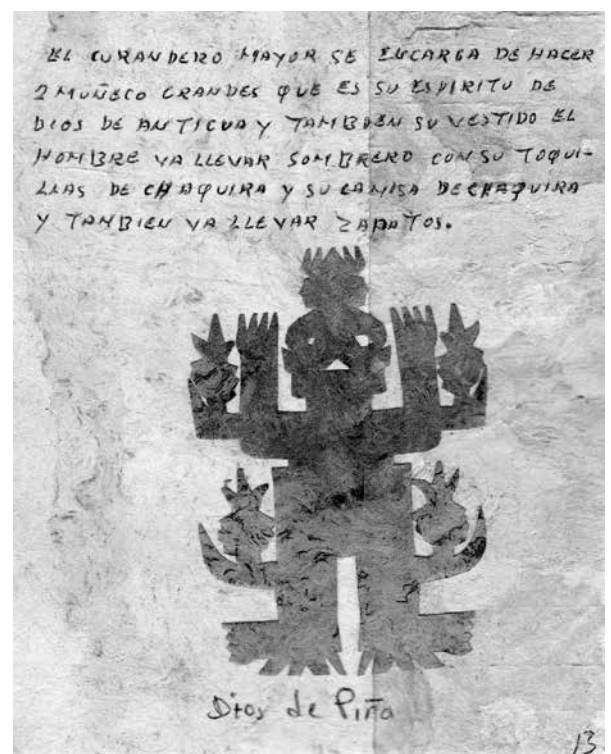 EL CURANDERO MAYOR SE ENCARGA DE HACER
2 MUÑECO GRANDES QUE ES SU ESPIRITU DE
DIOS DE ANTIGUA Y TAMBIEN SU VESTIDO EL
HOMBRE VA LLEVAR SOMBRERO CON SU TOQUI-
LLAS DE CHAQUIRA Y SU CAMISA DE CHAQUIRA
Y TAMBIEN VA LLEVAR ZAPATOS.
Dios de Piña
13